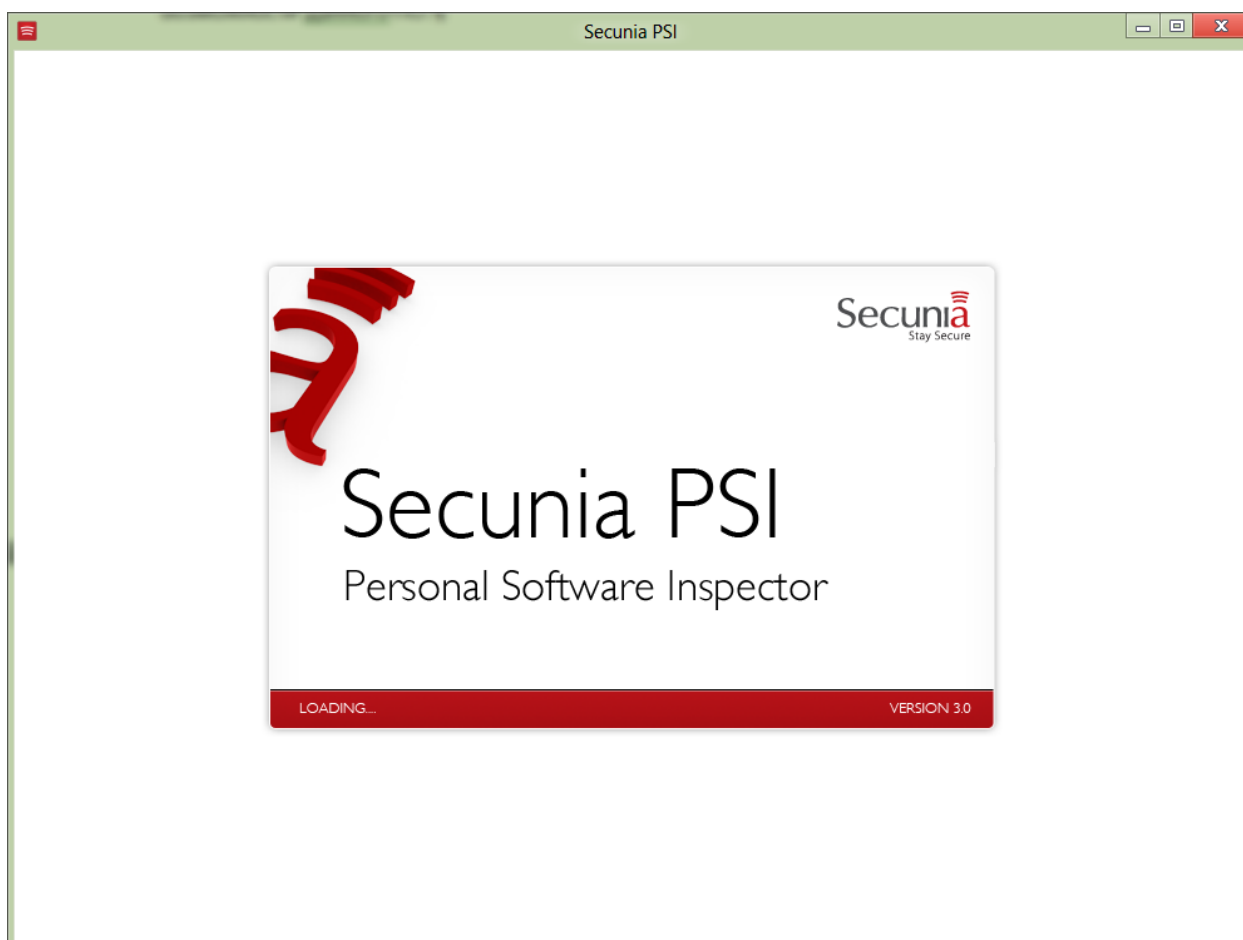 Secunia PSI
Secunia
Stay Secure
Secunia PSI
Personal Software Inspector
LOADING....
VERSION 3.0